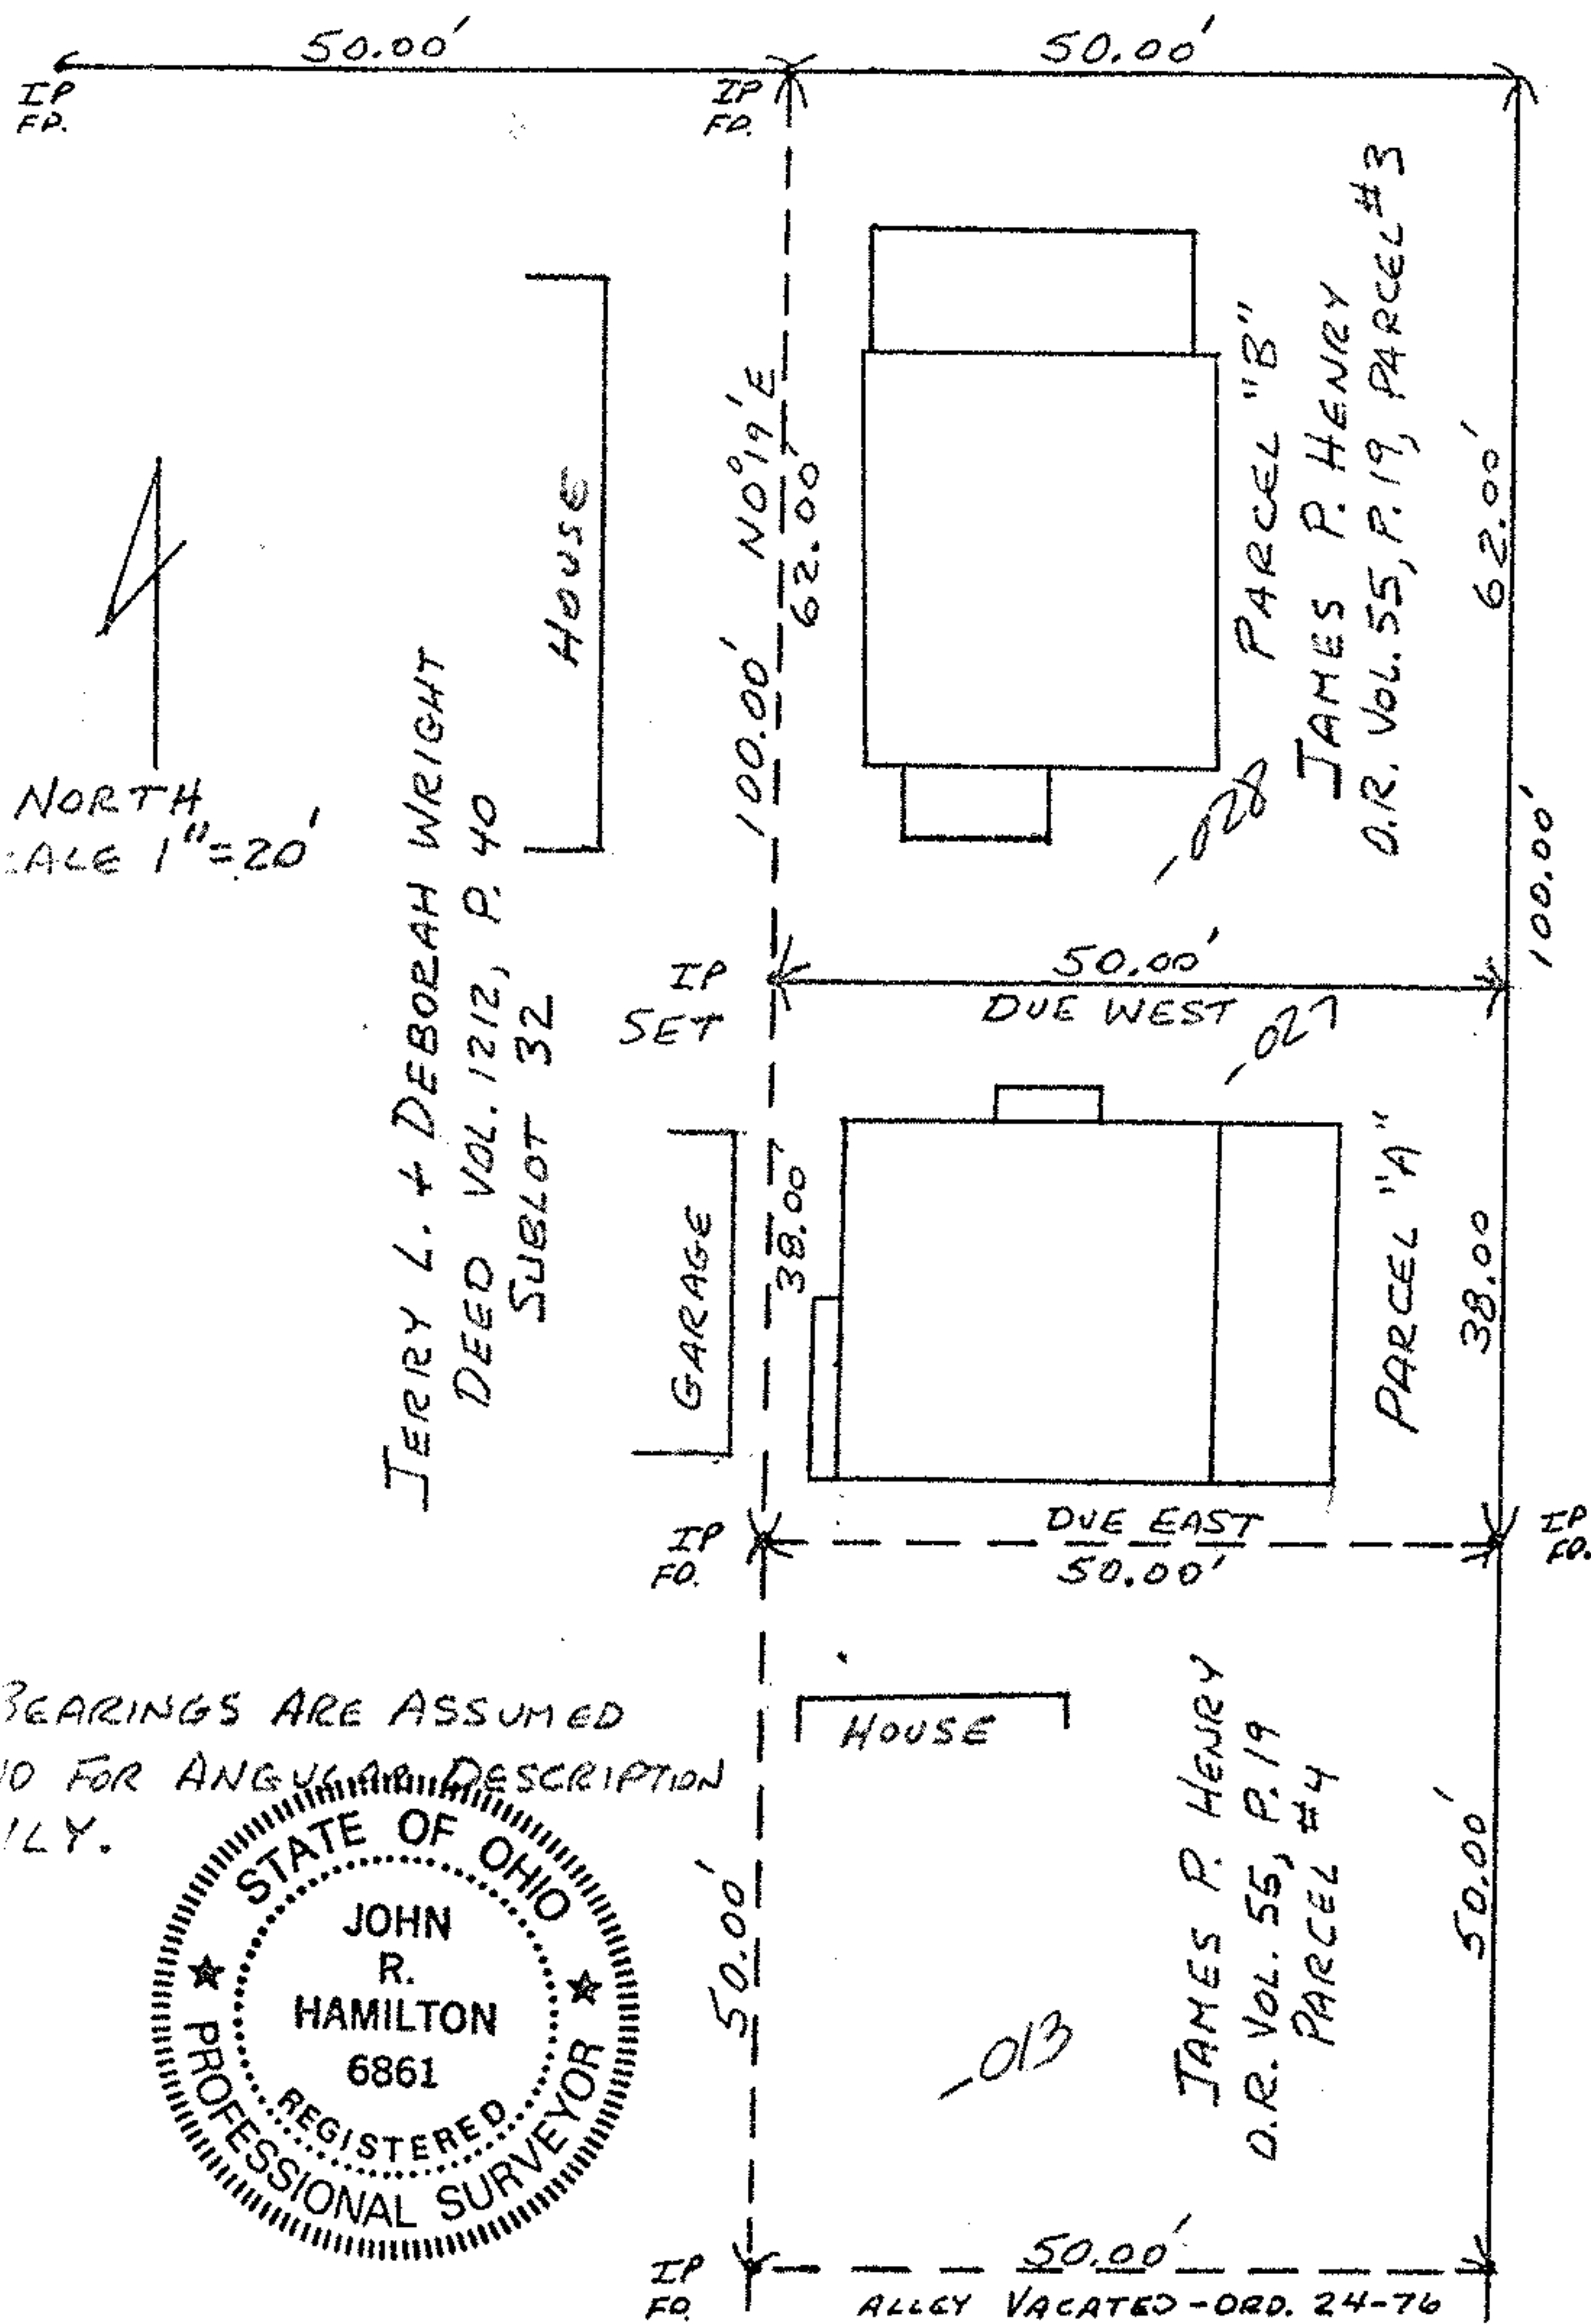 50.00'
50.00'
IP
FD.
IP
FD.
HOUSE
100.00' N0°19'E
62.00'
PARCEL "B"
JAMES P. HENRY
O.R. VOL. 55, P. 19, PARCEL #3
62.00'
100.00'
NORTH
CALE 1"=20'
JERRY L. + DEBORAH WRIGHT
DEED VOL. 1212, P. 40
SUBLOT 32
-028
IP
SET
50.00'
DUE WEST
-027
GARAGE
38.00'
PARCEL "A"
38.00
IP
FD.
DUE EAST
50.00'
IP
FD.
BEARINGS ARE ASSUMED
ND FOR ANGULAR DESCRIPTION
NLY.
HOUSE
JAMES P. HENRY
O.R. VOL. 55, P. 19
PARCEL #4
50.00'
50.00'
-013
STATE OF OHIO
JOHN
R.
HAMILTON
6861
REGISTERED
PROFESSIONAL SURVEYOR
IP
FD.
50.00'
ALLEY VACATED - ORD. 24-76